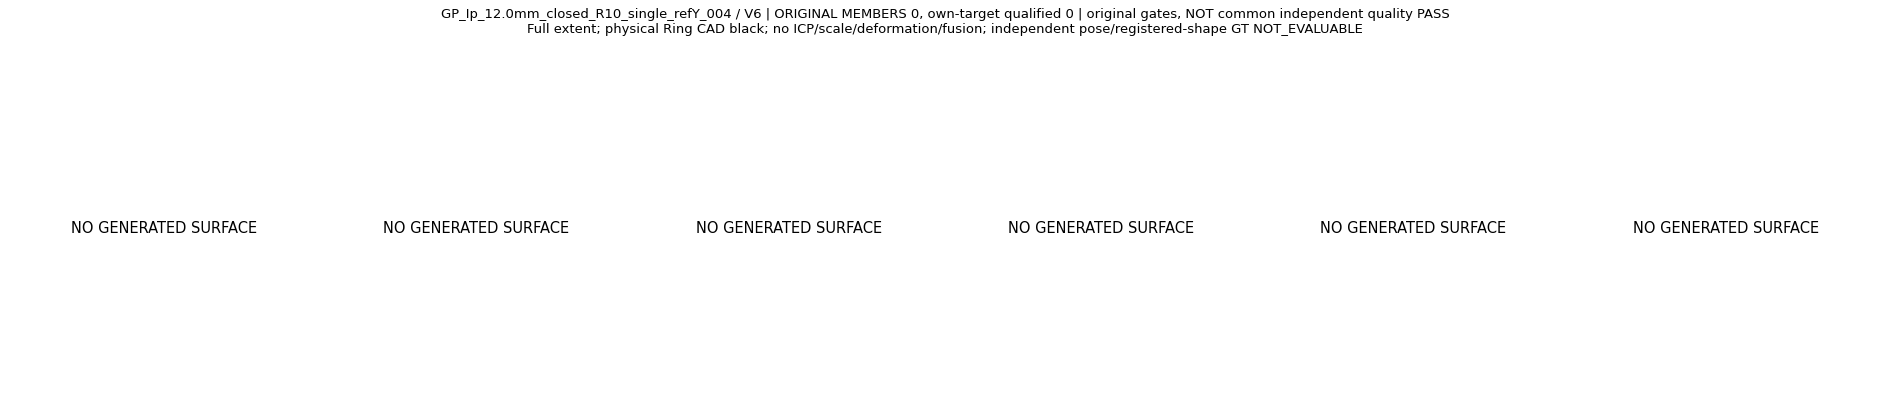 GP_Ip_12.0mm_closed_R10_single_refY_004 / V6 | ORIGINAL MEMBERS 0, own-target qualified 0 | original gates, NOT common independent quality PASS
Full extent; physical Ring CAD black; no ICP/scale/deformation/fusion; independent pose/registered-shape GT NOT_EVALUABLE
NO GENERATED SURFACE NO GENERATED SURFACE NO GENERATED SURFACE NO GENERATED SURFACE NO GENERATED SURFACE NO GENERATED SURFACE